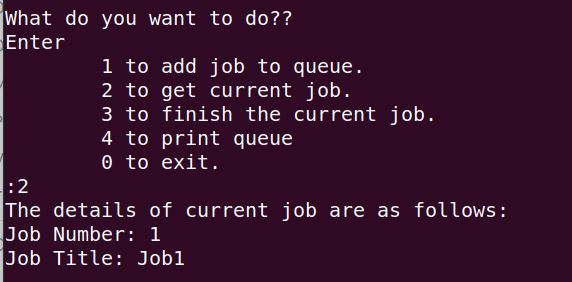 What do you want to do??
Enter
1 to add job to queue.
2 to get current job.
3 to finish the current job.
4 to print queue
0 to exit.
:2
The details of current job are as follows:
Job Number: 1
Job Title: Job1